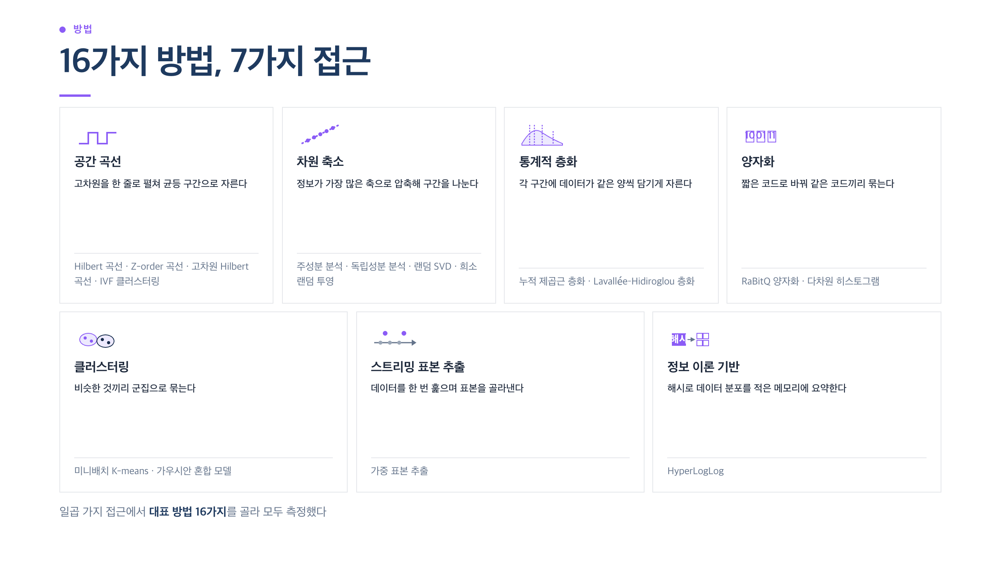 방법
16가지 방법, 7가지 접근
공간 곡선
고차원을 한 줄로 펼쳐 균등 구간으로 자른다
Hilbert 곡선 · Z-order 곡선 · 고차원 Hilbert
곡선 · IVF 클러스터링
차원 축소
정보가 가장 많은 축으로 압축해 구간을 나눈다
주성분 분석 · 독립성분 분석 · 랜덤 SVD · 희소
랜덤 투영
통계적 층화
각 구간에 데이터가 같은 양씩 담기게 자른다
누적 제곱근 층화 · Lavallée-Hidiroglou 층화
10 01 11
양자화
짧은 코드로 바꿔 같은 코드끼리 묶는다
RaBitQ 양자화 · 다차원 히스토그램
클러스터링
비슷한 것끼리 군집으로 묶는다
미니배치 K-means · 가우시안 혼합 모델
스트리밍 표본 추출
데이터를 한 번 훑으며 표본을 골라낸다
가중 표본 추출
해시
정보 이론 기반
해시로 데이터 분포를 적은 메모리에 요약한다
HyperLogLog
일곱 가지 접근에서 대표 방법 16가지를 골라 모두 측정했다